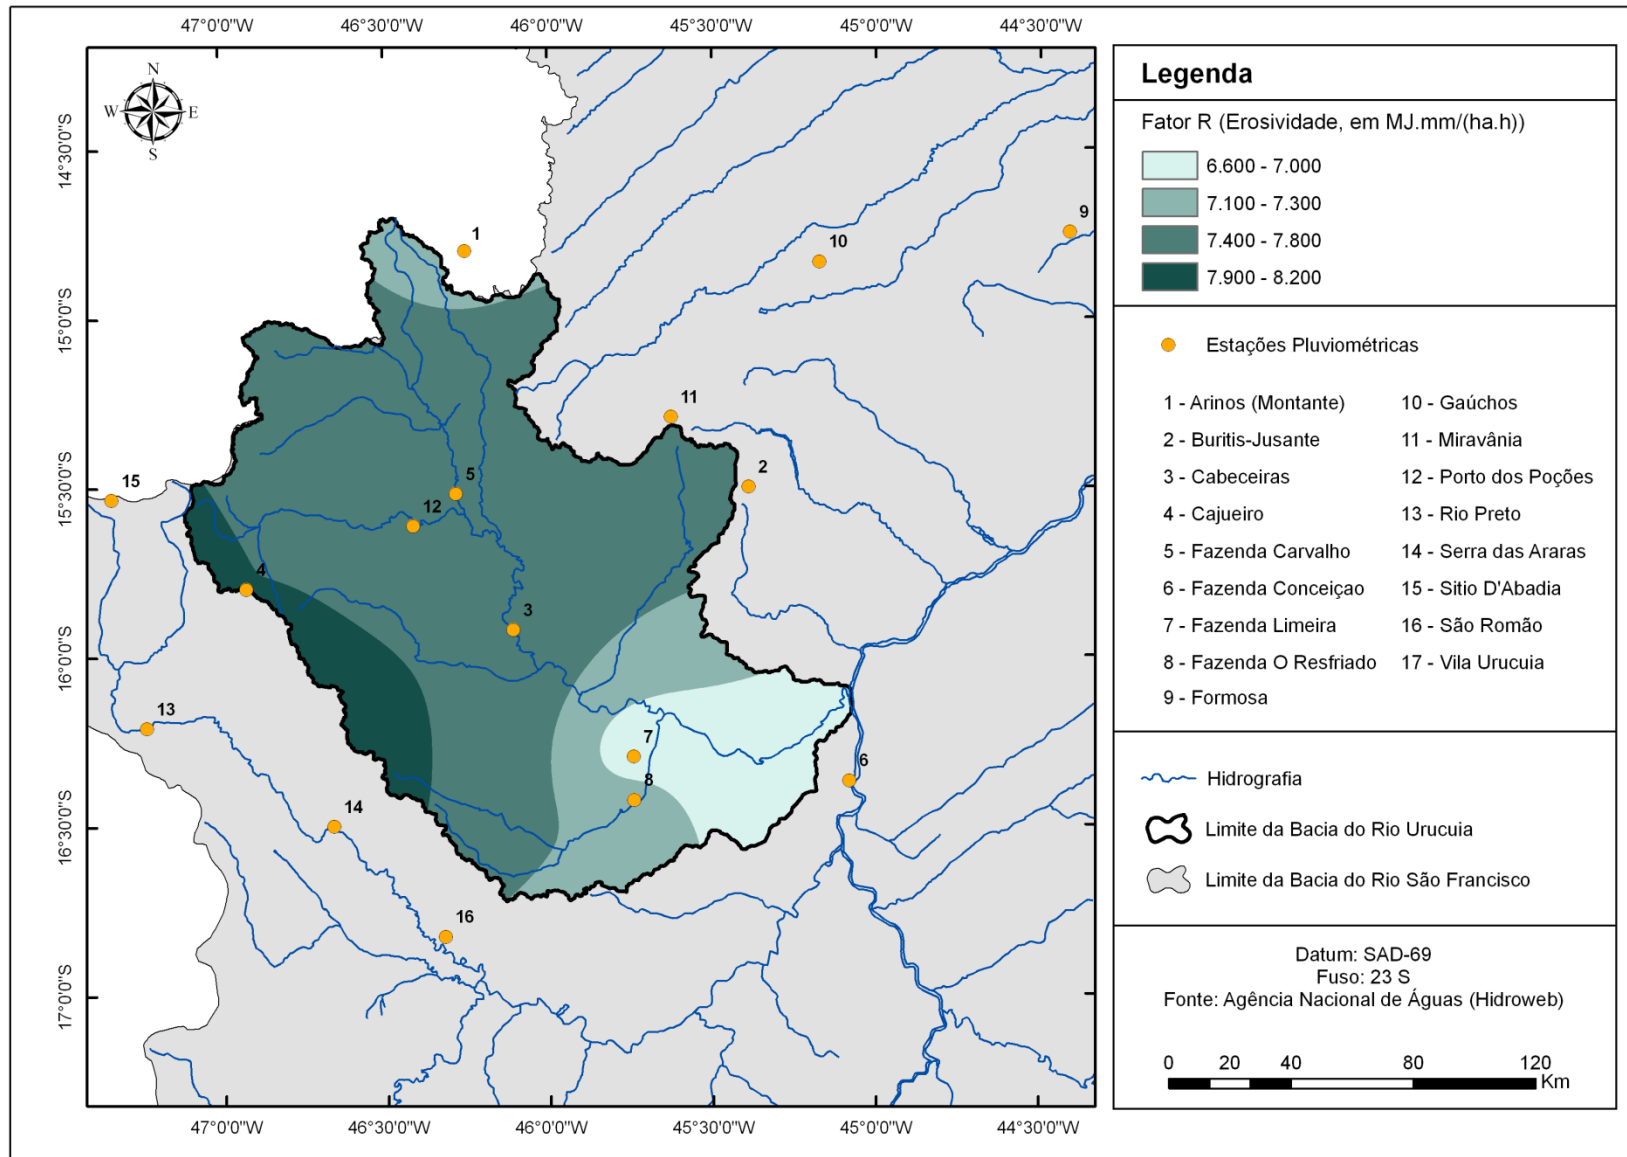 47°0'0"W 46°30'0"W 46°0'0"W 45°30'0"W 45°0'0"W 44°30'0"W
N
W E
S
14°30'0"S
15°0'0"S
15°30'0"S
16°0'0"S
16°30'0"S
17°0'0"S
1
9
10
11
2
5
15
12
4
3
13
7
6
8
14
16
47°0'0"W 46°30'0"W 46°0'0"W 45°30'0"W 45°0'0"W 44°30'0"W
Legenda
Fator R (Erosividade, em MJ.mm/(ha.h))
6.600 - 7.000
7.100 - 7.300
7.400 - 7.800
7.900 - 8.200
Estações Pluviométricas
1 - Arinos (Montante) 10 - Gaúchos
2 - Buritis-Jusante 11 - Miravânia
3 - Cabeceiras 12 - Porto dos Poções
4 - Cajueiro 13 - Rio Preto
5 - Fazenda Carvalho 14 - Serra das Araras
6 - Fazenda Conceiçao 15 - Sitio D'Abadia
7 - Fazenda Limeira 16 - São Romão
8 - Fazenda O Resfriado 17 - Vila Urucuia
9 - Formosa
Hidrografia
Limite da Bacia do Rio Urucuia
Limite da Bacia do Rio São Francisco
Datum: SAD-69
Fuso: 23 S
Fonte: Agência Nacional de Águas (Hidroweb)
0 20 40 80 120
Km